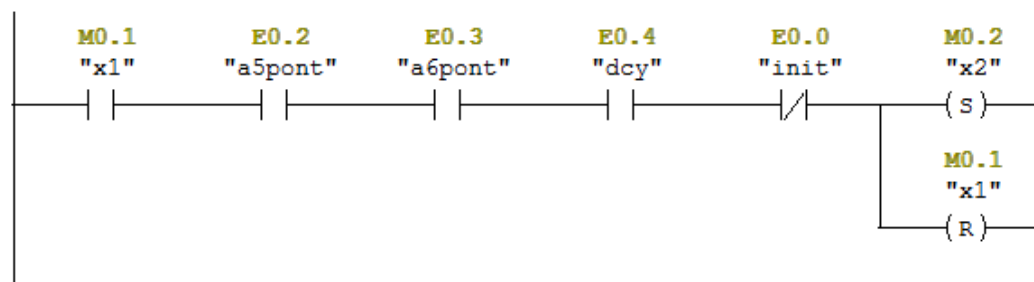 M0.1 E0.2 E0.3 E0.4 E0.0 M0.2
"x1" "a5pont" "a6pont" "dcy" "init" "x2"
S
M0.1
"x1"
R